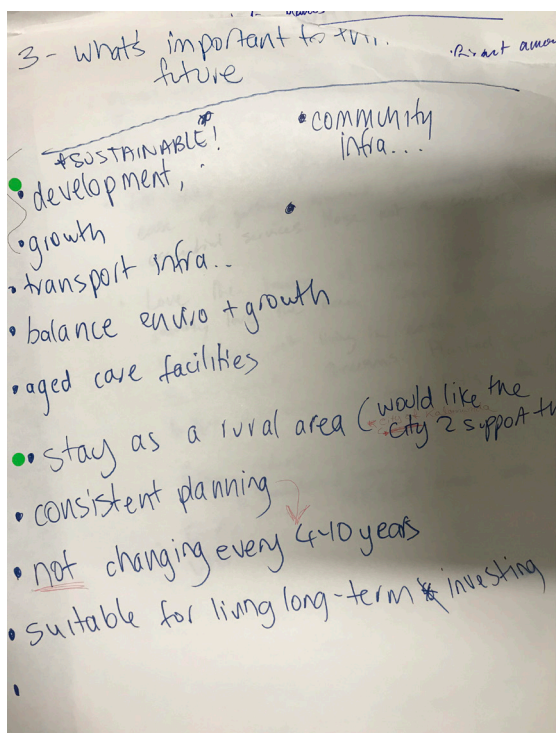 3 - what's important to
future
*SUSTAINABLE!
• development,
• growth
• transport infra..
• balance enviro + growth
• aged care facilities
• stay as a rural area (would like the
city 2 support th
• consistent planning
• not changing every 4-10 years
• suitable for living long-term & investing
• community
infra...